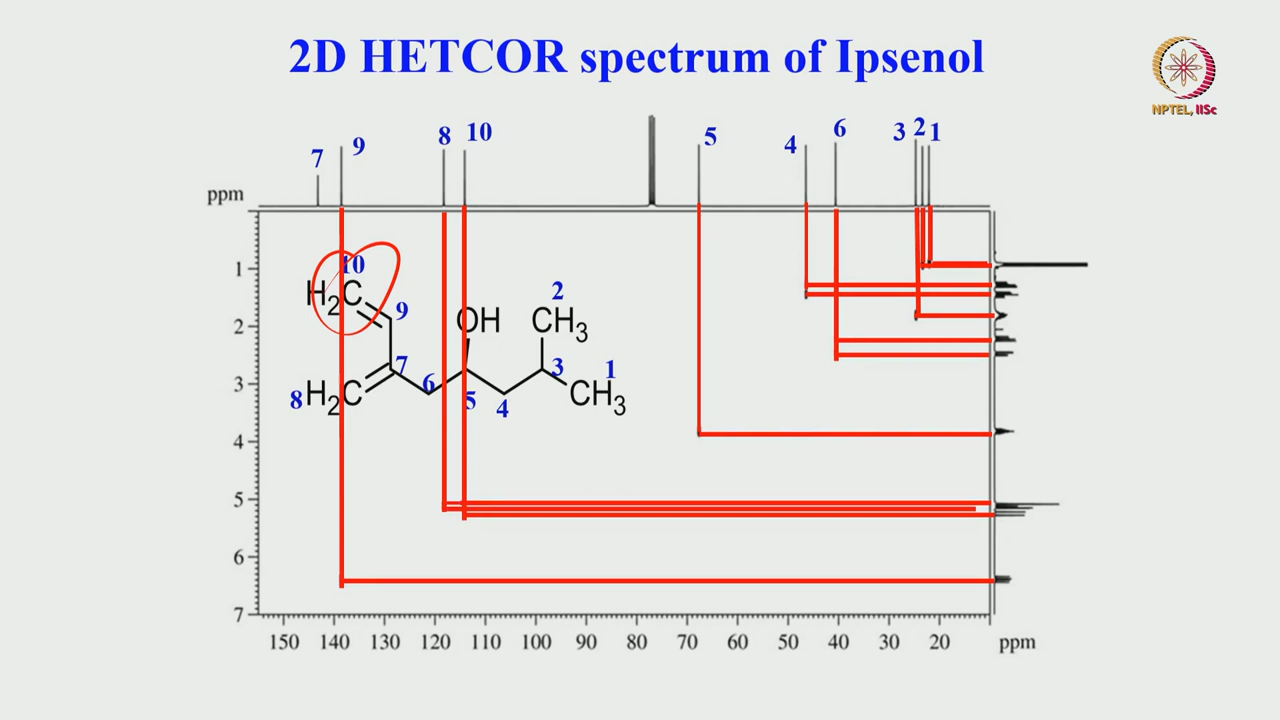 2D HETCOR spectrum of Ipsenol
NPTEL, IISc
7 9 8 10 5 4 6 3 2 1
ppm
1
2
3
4
5
6
7
10
H2C
9
OH
2
CH3
7
8 H2C
6
5
4
3
1
CH3
150 140 130 120 110 100 90 80 70 60 50 40 30 20 ppm